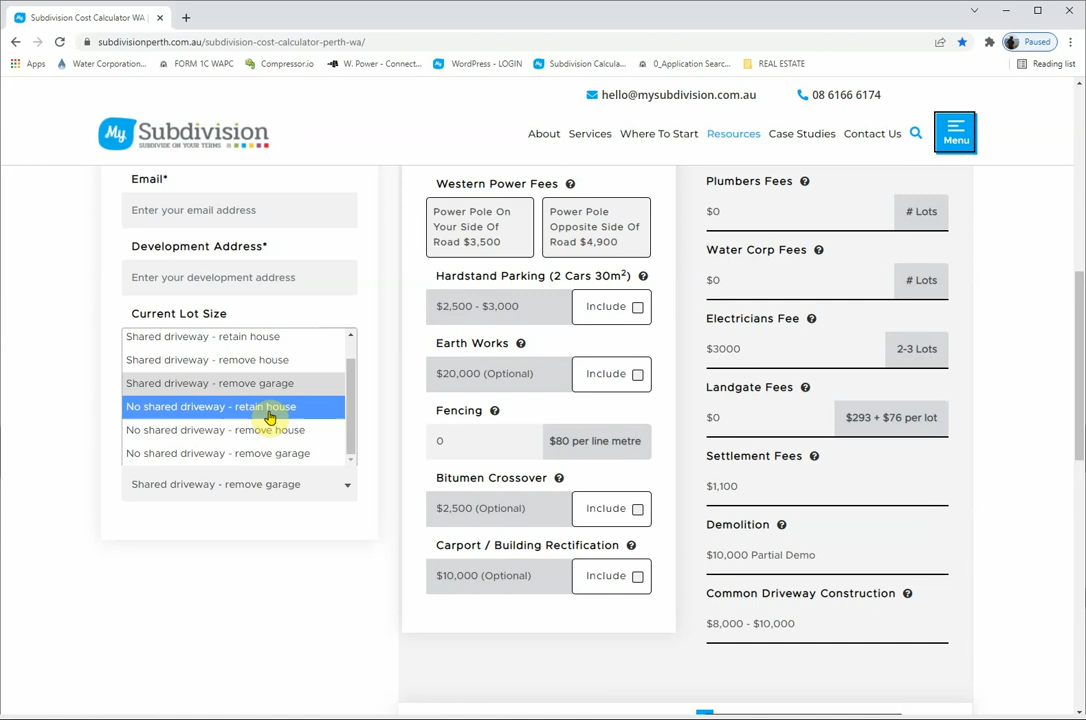 Subdivision Cost Calculator WA |
subdivisionperth.com.au/subdivision-cost-calculator-perth-wa/
Paused
Apps
Water Corporation...
FORM 1C WAPC
Compressor.io
W. Power - Connect...
WordPress - LOGIN
Subdivision Calcula...
0_Application Searc...
REAL ESTATE
Reading list
hello@mysubdivision.com.au
08 6166 6174
My Subdivision
SUBDIVIDE ON YOUR TERMS
About
Services
Where To Start
Resources
Case Studies
Contact Us
Menu
Email*
Enter your email address
Development Address*
Enter your development address
Current Lot Size
Shared driveway - retain house
Shared driveway - remove house
Shared driveway - remove garage
No shared driveway - retain house
No shared driveway - remove house
No shared driveway - remove garage
Shared driveway - remove garage
Western Power Fees ?
Power Pole On
Your Side Of
Road $3,500
Power Pole
Opposite Side Of
Road $4,900
Hardstand Parking (2 Cars 30m²) ?
$2,500 - $3,000
Include
Earth Works ?
$20,000 (Optional)
Include
Fencing ?
0
$80 per line metre
Bitumen Crossover ?
$2,500 (Optional)
Include
Carport / Building Rectification ?
$10,000 (Optional)
Include
Plumbers Fees ?
$0
# Lots
Water Corp Fees ?
$0
# Lots
Electricians Fee ?
$3000
2-3 Lots
Landgate Fees ?
$0
$293 + $76 per lot
Settlement Fees ?
$1,100
Demolition ?
$10,000 Partial Demo
Common Driveway Construction ?
$8,000 - $10,000